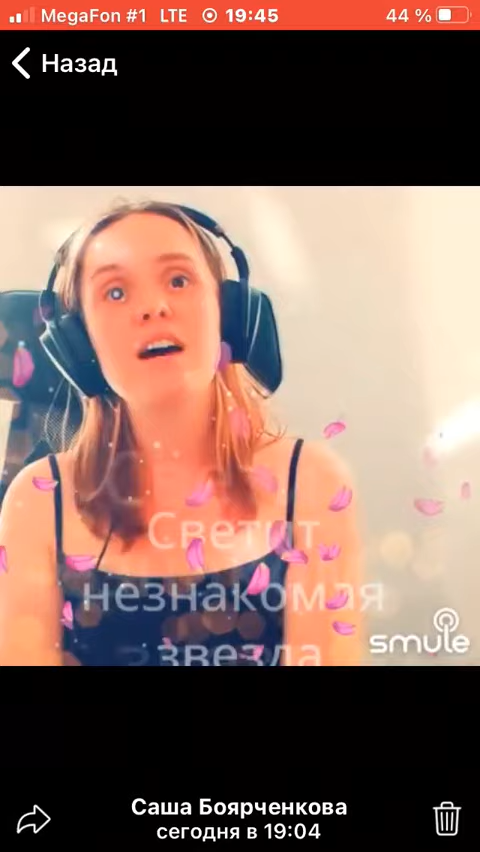 MegaFon #1 LTE 19:45 44 %
Назад
Светит
незнакомая
звезда
smule
Саша Боярченкова
сегодня в 19:04